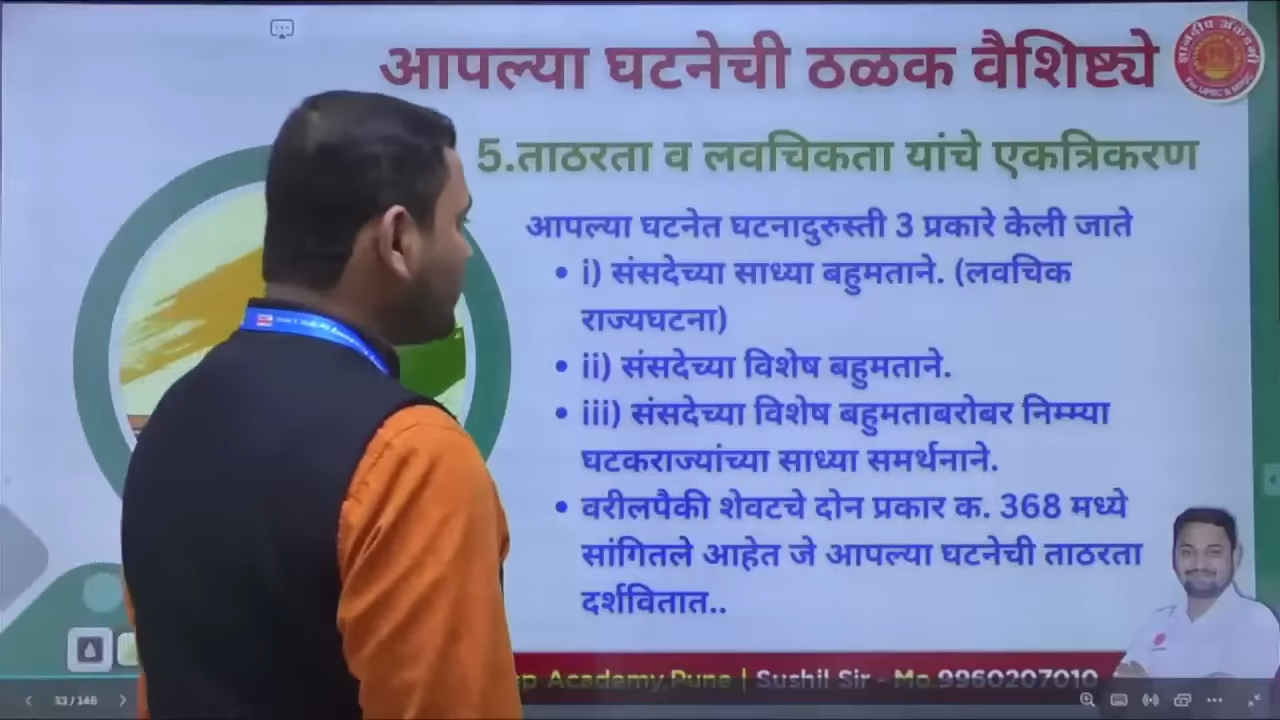 आपल्या घटनेची ठळक वैशिष्ट्ये
5.ताठरता व लवचिकता यांचे एकत्रिकरण
आपल्या घटनेत घटनादुरुस्ती 3 प्रकारे केली जाते
• i) संसदेच्या साध्या बहुमताने. (लवचिक
राज्यघटना)
• ii) संसदेच्या विशेष बहुमताने.
• iii) संसदेच्या विशेष बहुमताबरोबर निम्म्या
घटकराज्यांच्या साध्या समर्थनाने.
• वरीलपैकी शेवटचे दोन प्रकार क. 368 मध्ये
सांगितले आहेत जे आपल्या घटनेची ताठरता
दर्शवितात..
Academy,Pune | Sushil Sir - Mo.9960207010
33 / 146